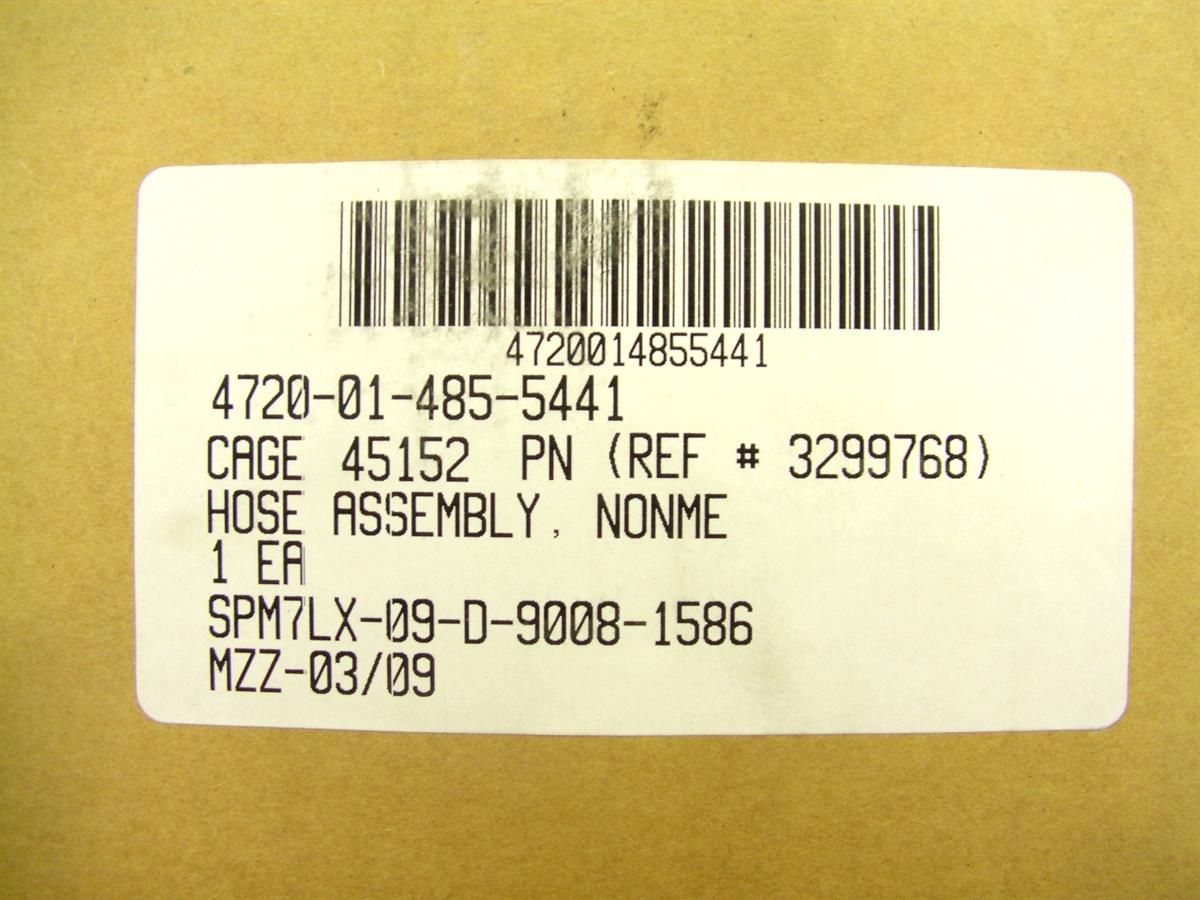 4720014855441
4720-01-485-5441
CAGE 45152 PN (REF # 3299768)
HOSE ASSEMBLY, NONME
1 EA
SPM7LX-09-D-9008-1586
MZZ-03/09